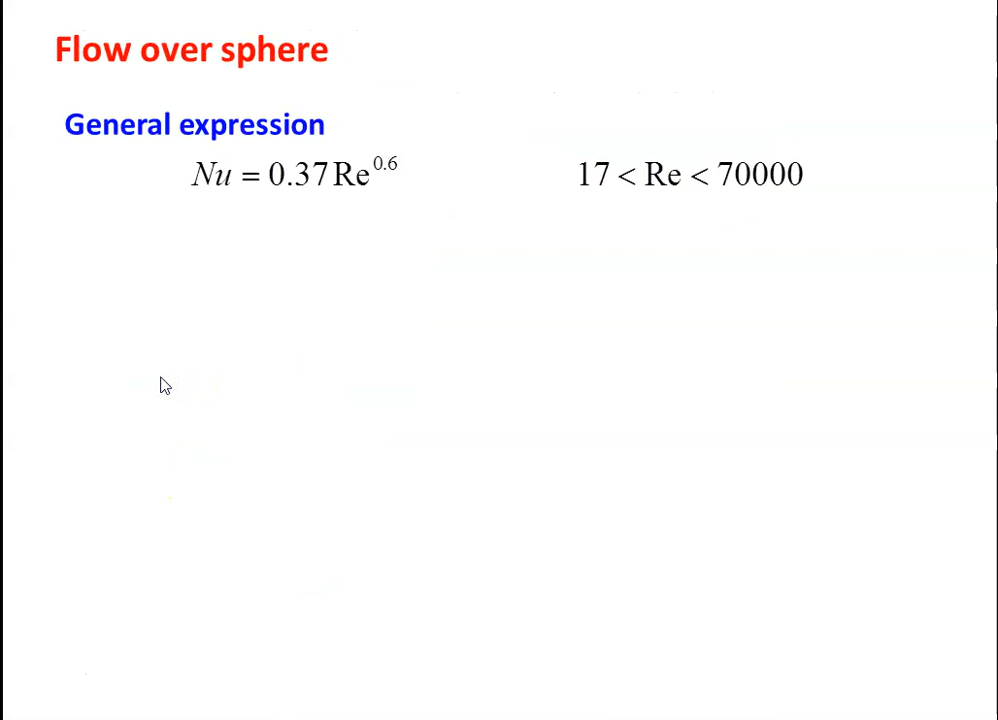 Flow over sphere
General expression
Nu = 0.37 Re^0.6    17 < Re < 70000